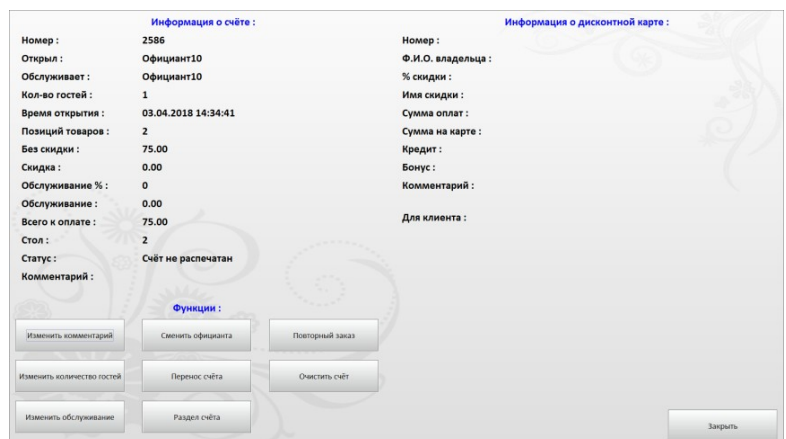 Информация о счёте :
Номер : 2586
Открыл : Официант10
Обслуживает : Официант10
Кол-во гостей : 1
Время открытия : 03.04.2018 14:34:41
Позиций товаров : 2
Без скидки : 75.00
Скидка : 0.00
Обслуживание % : 0
Обслуживание : 0.00
Всего к оплате : 75.00
Стол : 2
Статус : Счёт не распечатан
Комментарий :
Информация о дисконтной карте :
Номер :
Ф.И.О. владельца :
% скидки :
Имя скидки :
Сумма оплат :
Сумма на карте :
Кредит :
Бонус :
Комментарий :
Для клиента :
Функции :
Изменить комментарий
Сменить официанта
Повторный заказ
Изменить количество гостей
Перенос счёта
Очистить счёт
Изменить обслуживание
Раздел счёта
Закрыть